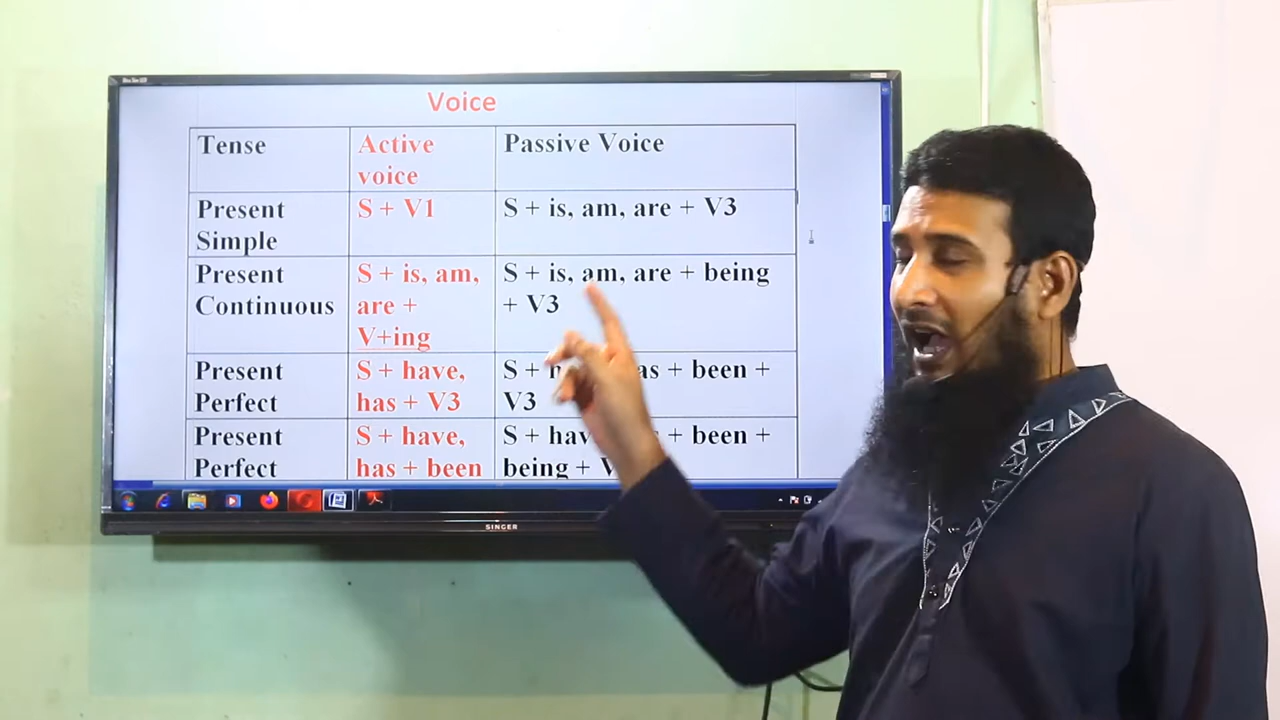 Voice
Tense
Active
voice
Passive Voice
Present
Simple
S + V1
S + is, am, are + V3
Present
Continuous
S + is, am,
are +
V+ing
S + is, am, are + being
+ V3
Present
Perfect
S + have,
has + V3
S + + been +
V3
Present
Perfect
S + have,
has + been
S + + been +
being +
SINGER